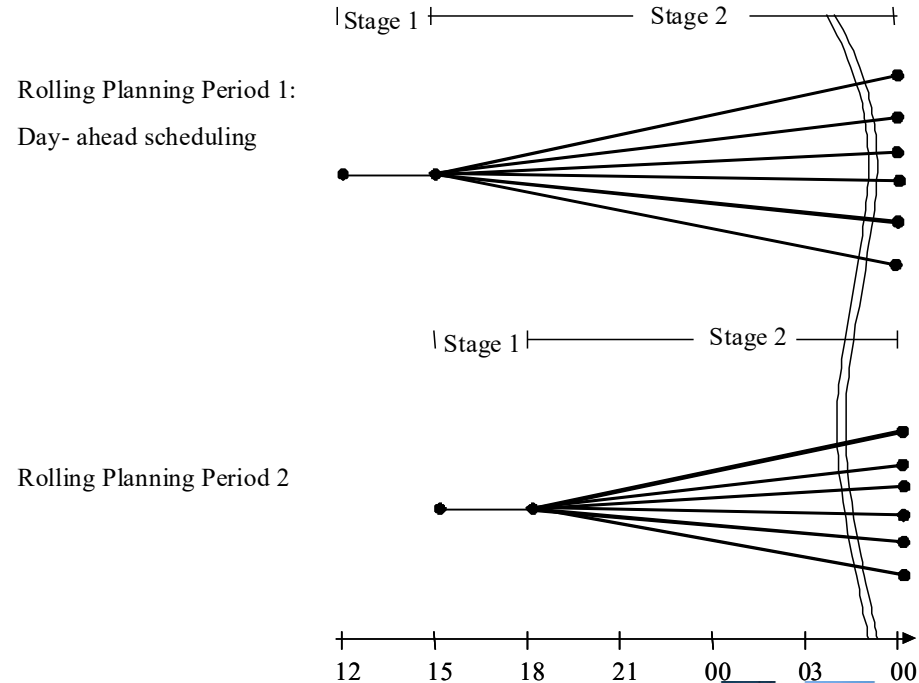 Stage 1
Stage 2
Rolling Planning Period 1:
Day- ahead scheduling
Stage 1
Stage 2
Rolling Planning Period 2
12 15 18 21 00 03 00